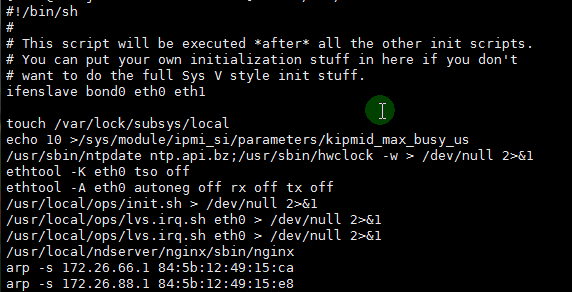 #!/bin/sh
#
# This script will be executed *after* all the other init scripts.
# You can put your own initialization stuff in here if you don't
# want to do the full Sys V style init stuff.
ifenslave bond0 eth0 eth1
touch /var/lock/subsys/local
echo 10 >/sys/module/ipmi_si/parameters/kipmid_max_busy_us
/usr/sbin/ntpdate ntp.api.bz;/usr/sbin/hwclock -w > /dev/null 2>&1
ethtool -K eth0 tso off
ethtool -A eth0 autoneg off rx off tx off
/usr/local/ops/init.sh > /dev/null 2>&1
/usr/local/ops/lvs.irq.sh eth0 > /dev/null 2>&1
/usr/local/ops/lvs.irq.sh eth0 > /dev/null 2>&1
/usr/local/ndserver/nginx/sbin/nginx
arp -s 172.26.66.1 84:5b:12:49:15:ca
arp -s 172.26.88.1 84:5b:12:49:15:e8